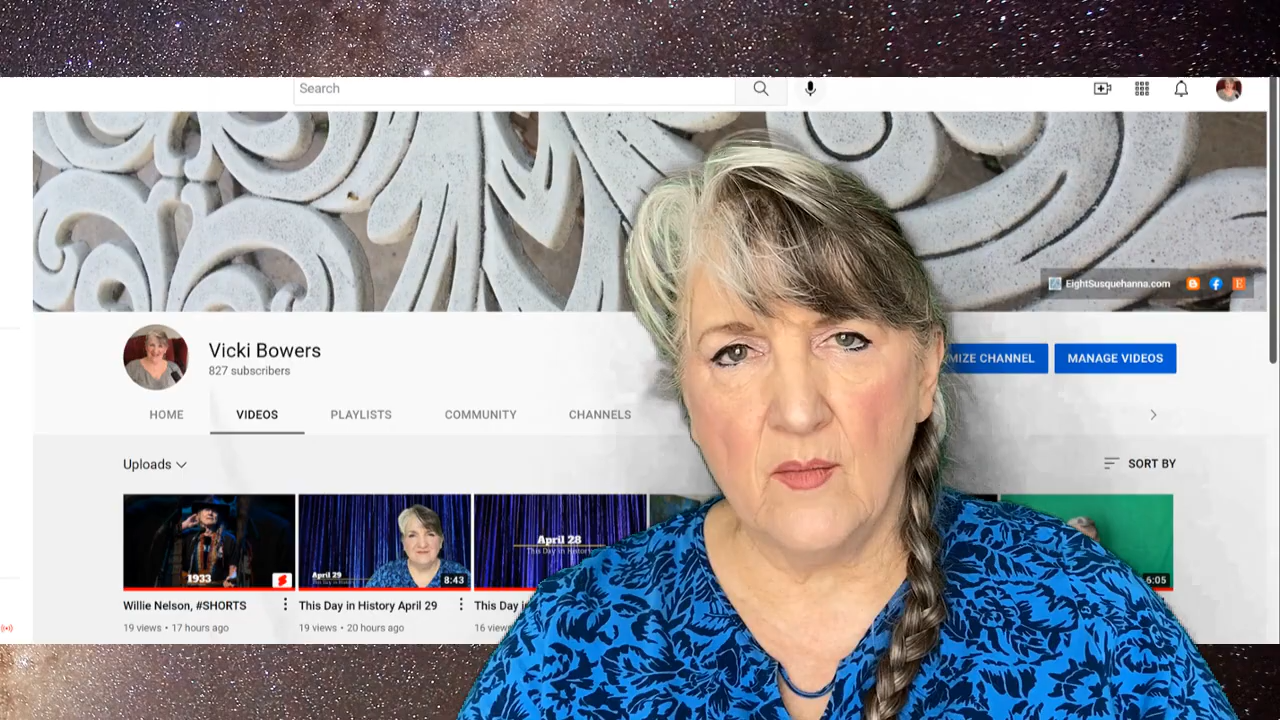 Search
EightSusquehanna.com
Vicki Bowers
827 subscribers
MIZE CHANNEL
MANAGE VIDEOS
HOME
VIDEOS
PLAYLISTS
COMMUNITY
CHANNELS
Uploads
SORT BY
1933
April 29
This Day in History
8:43
April 28
This Day in History
6:05
Willie Nelson, #SHORTS
This Day in History April 29
This Day i
19 views • 17 hours ago
19 views • 20 hours ago
16 view